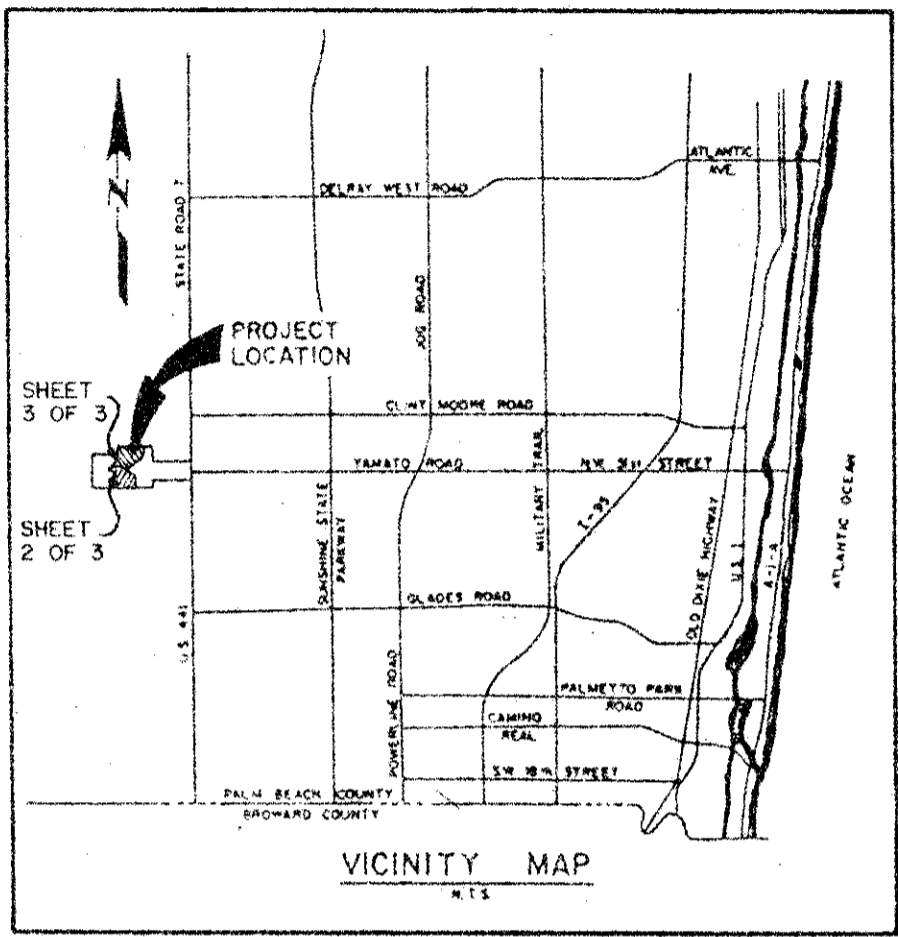 ATLANTIC
AVE.
DELRAY WEST ROAD
N
STATE ROAD 7
JOG ROAD
PROJECT
LOCATION
SHEET
3 OF 3
CLINT MOORE ROAD
YAMATO ROAD
N.W. 51st STREET
MILITARY TRAIL
I-95
SHEET
2 OF 3
SUNSHINE STATE
PARKWAY
OLD DIXIE HIGHWAY
U.S. 1
A-1-A
ATLANTIC OCEAN
GLADES ROAD
U.S. 441
POWERLINE ROAD
PALMETTO PARK
ROAD
CAMINO
REAL
S.W. 18th STREET
PALM BEACH COUNTY
BROWARD COUNTY
VICINITY MAP
N.T.S.